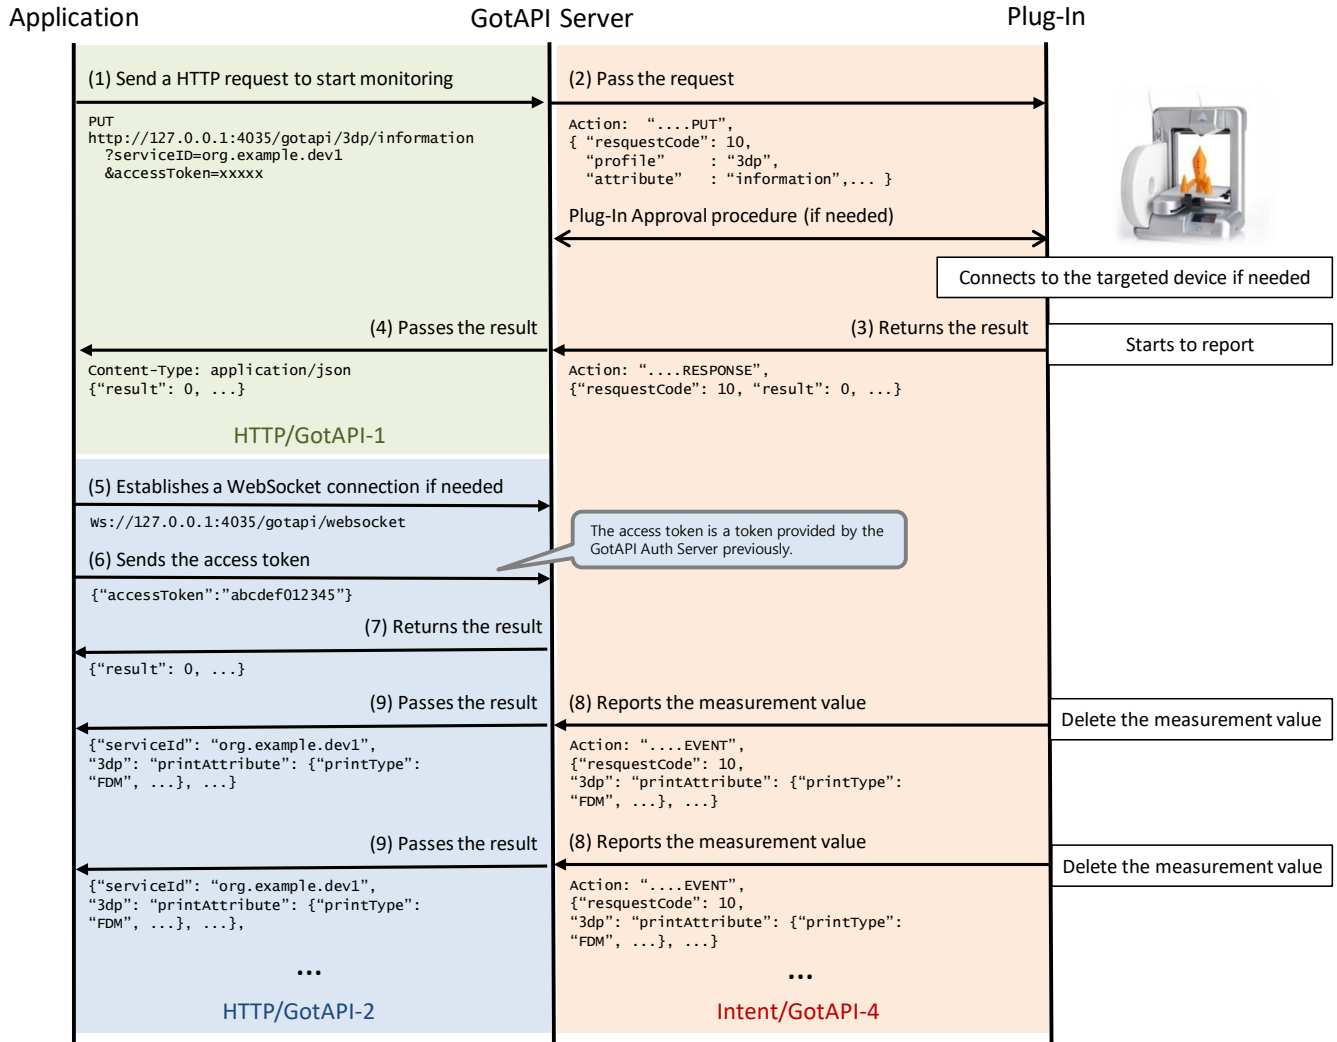 Application
GotAPI Server
Plug-In
(1) Send a HTTP request to start monitoring
(2) Pass the request
PUT
http://127.0.0.1:4035/gotapi/3dp/information
?serviceID=org.example.dev1
&accessToken=xxxxx
Action: “....PUT”,
{ “resquestCode”: 10,
“profile” : “3dp”,
“attribute” : “information”,... }
Plug-In Approval procedure (if needed)
Connects to the targeted device if needed
(4) Passes the result
(3) Returns the result
Starts to report
Content-Type: application/json
{“result”: 0, ...}
Action: “....RESPONSE”,
{“resquestCode”: 10, “result”: 0, ...}
HTTP/GotAPI-1
(5) Establishes a WebSocket connection if needed
Ws://127.0.0.1:4035/gotapi/websocket
The access token is a token provided by the
GotAPI Auth Server previously.
(6) Sends the access token
{“accessToken”:”abcdef012345”}
(7) Returns the result
{“result”: 0, ...}
(9) Passes the result
(8) Reports the measurement value
Delete the measurement value
{“serviceId”: “org.example.dev1”,
“3dp”: “printAttribute”: {“printType”:
“FDM”, ...}, ...}
Action: “....EVENT”,
{“resquestCode”: 10,
“3dp”: “printAttribute”: {“printType”:
“FDM”, ...}, ...}
(9) Passes the result
(8) Reports the measurement value
Delete the measurement value
{“serviceId”: “org.example.dev1”,
“3dp”: “printAttribute”: {“printType”:
“FDM”, ...}, ...},
Action: “....EVENT”,
{“resquestCode”: 10,
“3dp”: “printAttribute”: {“printType”:
“FDM”, ...}, ...}
...
...
HTTP/GotAPI-2
Intent/GotAPI-4